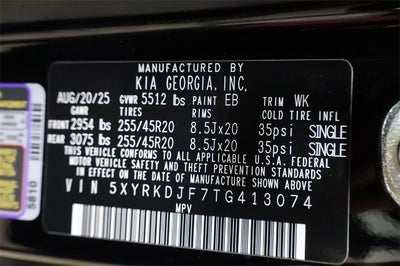 MANUFACTURED BY
KIA GEORGIA, INC.
AUG/20/25 GVWR 5512 lbs PAINT EB TRIM WK
GAWR TIRES RIMS COLD TIRE INFL
FRONT 2954 lbs 255/45R20 8.5Jx20 35psi SINGLE
REAR 3075 lbs 255/45R20 8.5Jx20 35psi SINGLE
THIS VEHICLE CONFORMS TO ALL APPLICABLE U.S.A. FEDERAL
MOTOR VEHICLE SAFETY AND THEFT PREVENTION STANDARDS
IN EFFECT ON THE DATE OF MANUFACTURE SHOWN ABOVE.
VIN 5XYRKDJF7TG413074
MPV
5810